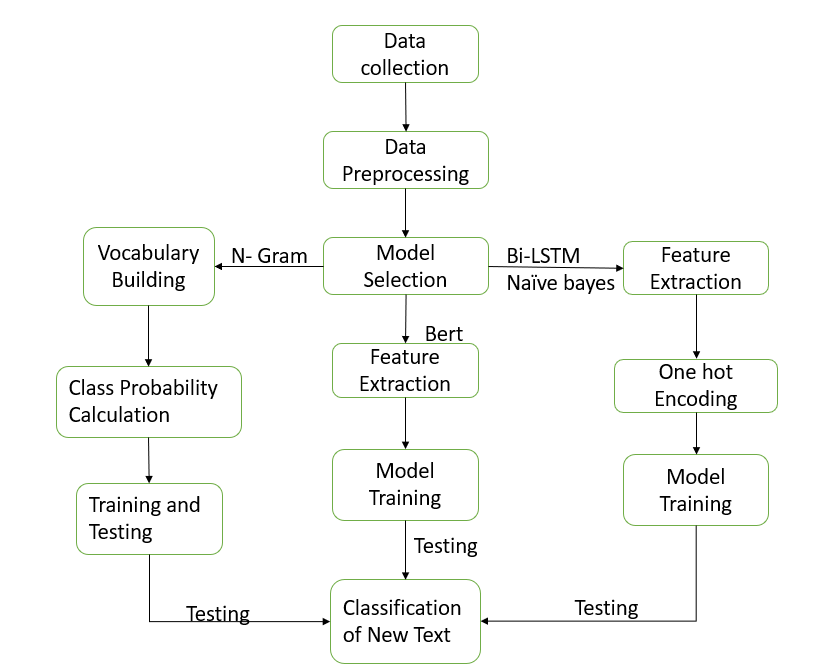 Data
collection
Data
Preprocessing
Vocabulary
Building
N- Gram
Model
Selection
Bi-LSTM
Naïve bayes
Feature
Extraction
Bert
Feature
Extraction
Class Probability
Calculation
One hot
Encoding
Model
Training
Model
Training
Training and
Testing
Testing
Testing
Classification
of New Text
Testing